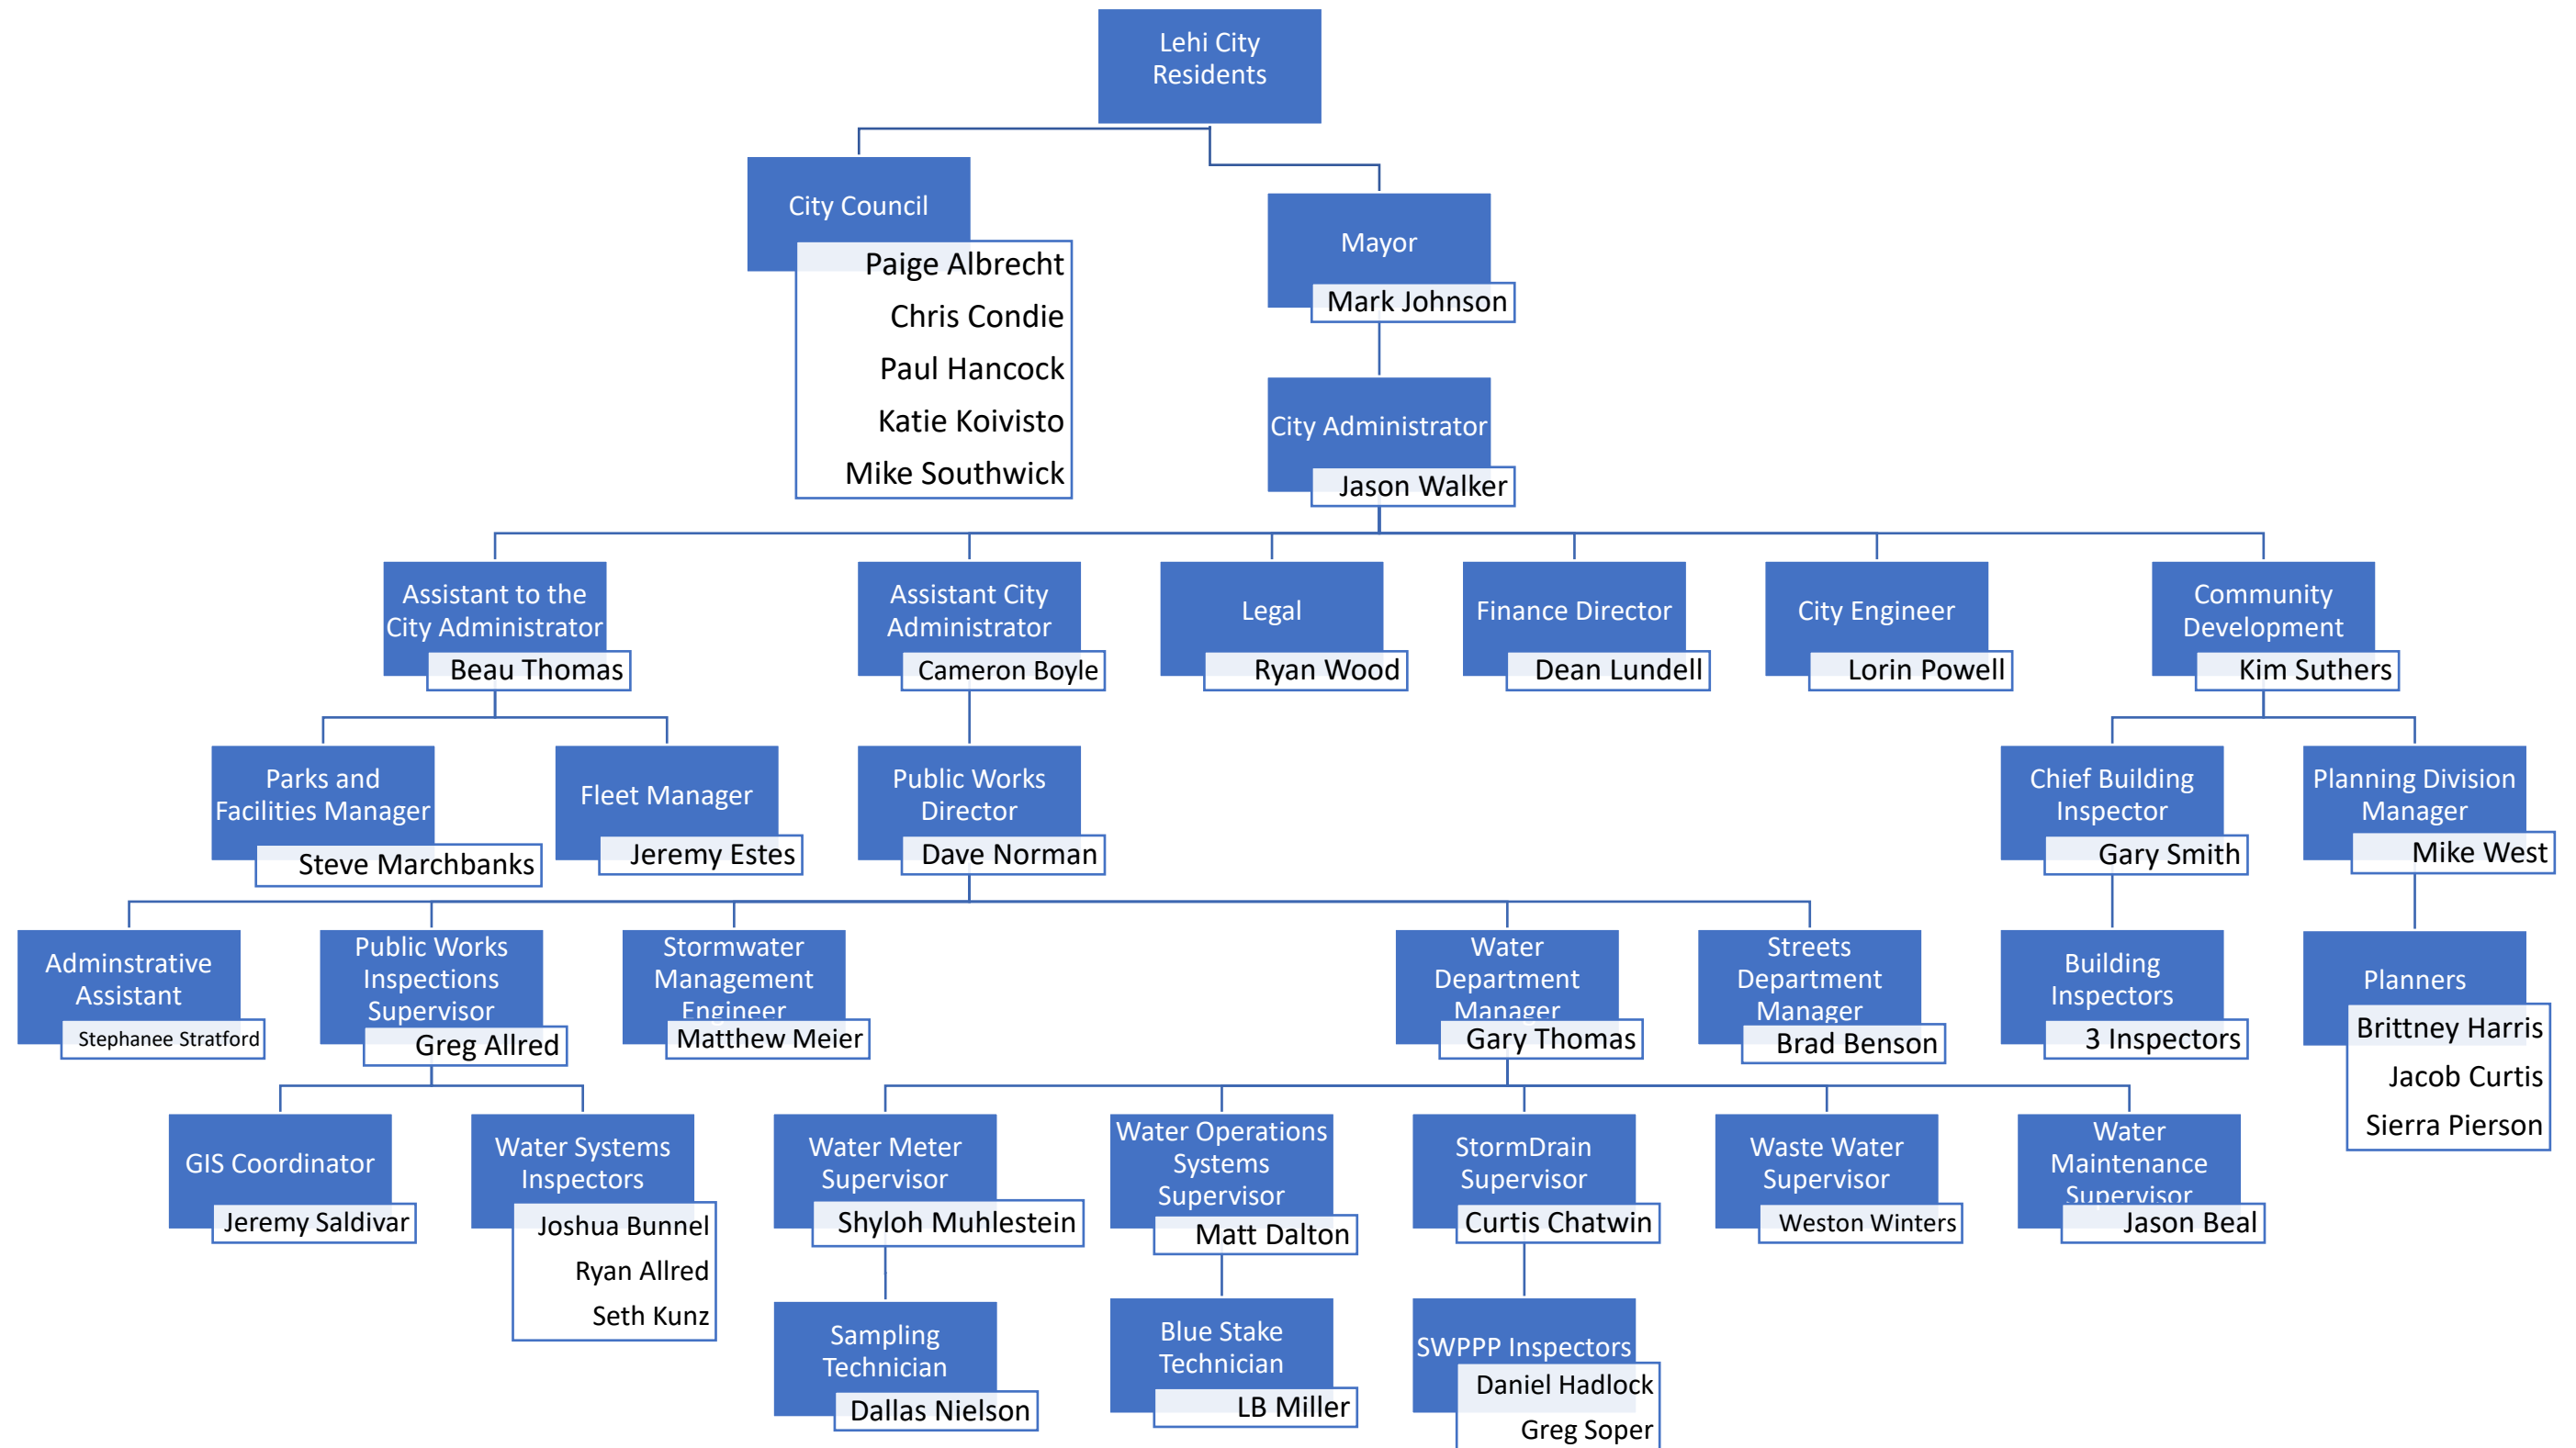 Lehi City
Residents
City Council
Paige Albrecht
Chris Condie
Paul Hancock
Katie Koivisto
Mike Southwick
Mayor
Mark Johnson
City Administrator
Jason Walker
Assistant to the
City Administrator
Beau Thomas
Assistant City
Administrator
Cameron Boyle
Legal
Ryan Wood
Finance Director
Dean Lundell
City Engineer
Lorin Powell
Community
Development
Kim Suthers
Parks and
Facilities Manager
Steve Marchbanks
Fleet Manager
Jeremy Estes
Public Works
Director
Dave Norman
Chief Building
Inspector
Gary Smith
Planning Division
Manager
Mike West
Adminstrative
Assistant
Stephanee Stratford
Public Works
Inspections
Supervisor
Greg Allred
Stormwater
Management
Engineer
Matthew Meier
Water
Department
Manager
Gary Thomas
Streets
Department
Manager
Brad Benson
Building
Inspectors
3 Inspectors
Planners
Brittney Harris
Jacob Curtis
Sierra Pierson
GIS Coordinator
Jeremy Saldivar
Water Systems
Inspectors
Joshua Bunnel
Ryan Allred
Seth Kunz
Water Meter
Supervisor
Shyloh Muhlestein
Water Operations
Systems
Supervisor
Matt Dalton
StormDrain
Supervisor
Curtis Chatwin
Waste Water
Supervisor
Weston Winters
Water
Maintenance
Supervisor
Jason Beal
Sampling
Technician
Dallas Nielson
Blue Stake
Technician
LB Miller
SWPPP Inspectors
Daniel Hadlock
Greg Soper